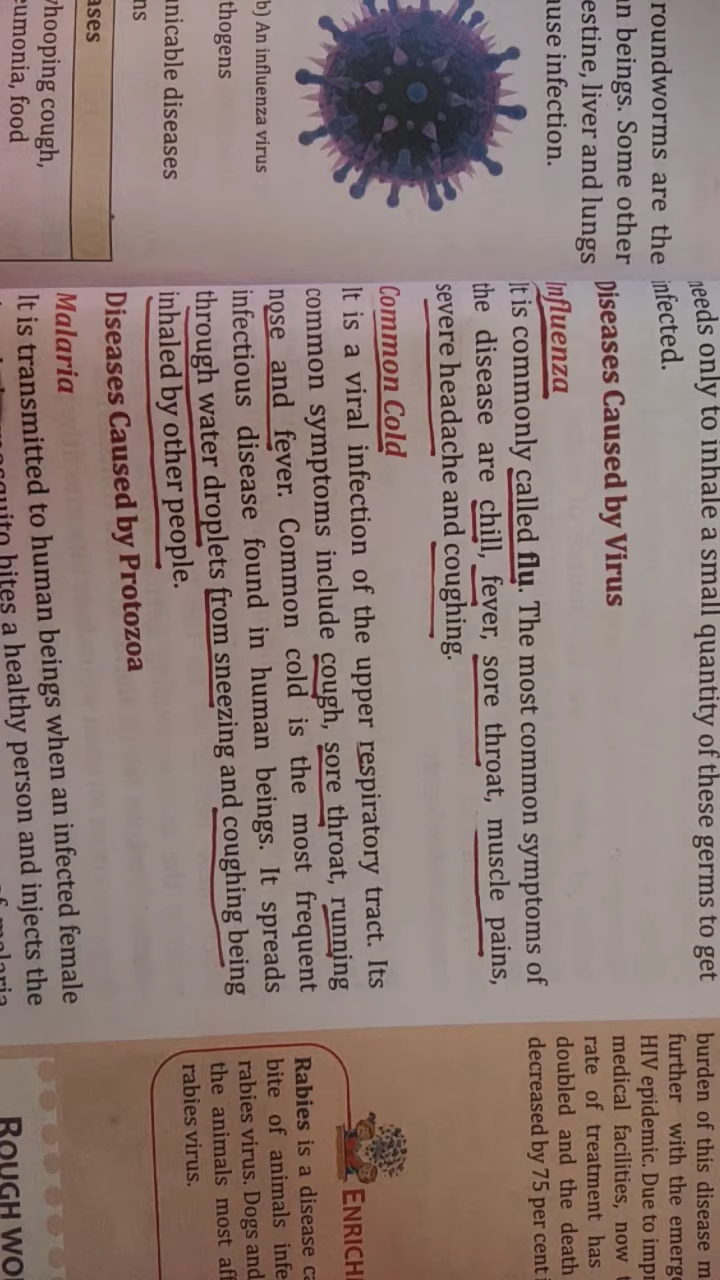 roundworms are the
n beings. Some other
estine, liver and lungs
ause infection.
b) An influenza virus
thogens
nicable diseases
ns
ases
hooping cough,
eumonia, food
needs only to inhale a small quantity of these germs to get
infected.
Diseases Caused by Virus
Influenza
It is commonly called flu. The most common symptoms of
the disease are chill, fever, sore throat, muscle pains,
severe headache and coughing.
Common Cold
It is a viral infection of the upper respiratory tract. Its
common symptoms include cough, sore throat, running
nose and fever. Common cold is the most frequent
infectious disease found in human beings. It spreads
through water droplets from sneezing and coughing being
inhaled by other people.
Diseases Caused by Protozoa
Malaria
It is transmitted to human beings when an infected female
mosquito bites a healthy person and injects the
of malaria
burden of this disease m
further with the emerg
HIV epidemic. Due to imp
medical facilities, now
rate of treatment has
doubled and the death
decreased by 75 per cent
ENRICH
Rabies is a disease ca
bite of animals infe
rabies virus. Dogs and
the animals most aff
rabies virus.
ROUGH WO